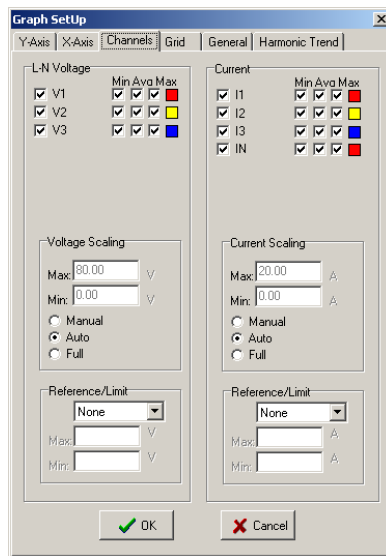 Graph SetUp
Y-Axis X-Axis Channels Grid General Harmonic Trend
L-N Voltage
Min Avg Max
V1
V2
V3
Voltage Scaling
Max: 80.00 V
Min: 0.00 V
Manual
Auto
Full
Reference/Limit
None
Max: V
Min: V
Current
Min Avg Max
I1
I2
I3
IN
Current Scaling
Max: 20.00 A
Min: 0.00 A
Manual
Auto
Full
Reference/Limit
None
Max: A
Min: A
OK Cancel